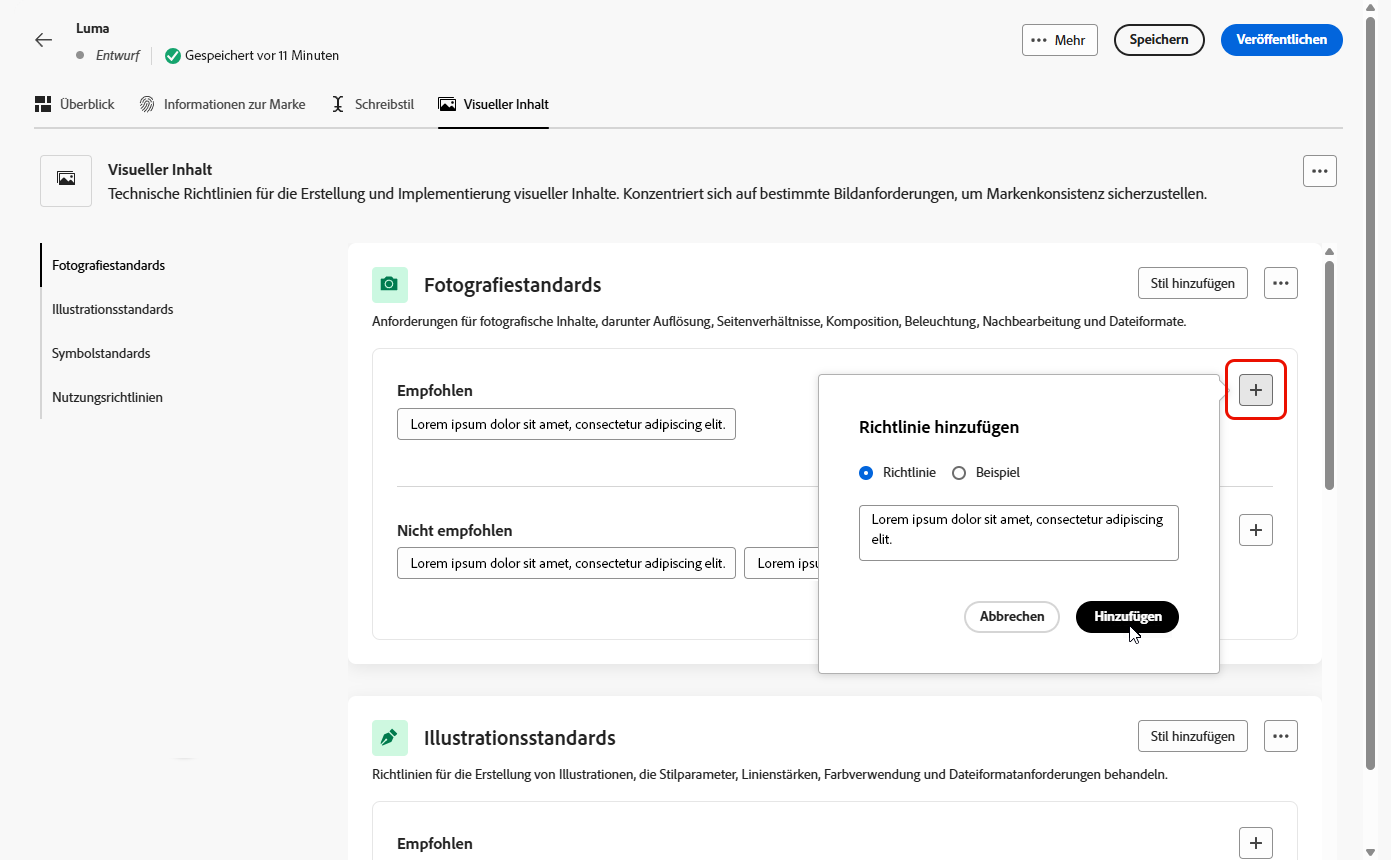 Luma
Entwurf
Gespeichert vor 11 Minuten
Mehr
Speichern
Veröffentlichen
Überblick
Informationen zur Marke
Schreibstil
Visueller Inhalt
Visueller Inhalt
Technische Richtlinien für die Erstellung und Implementierung visueller Inhalte. Konzentriert sich auf bestimmte Bildanforderungen, um Markenkonsistenz sicherzustellen.
Fotografiestandards
Illustrationsstandards
Symbolstandards
Nutzungsrichtlinien
Fotografiestandards
Stil hinzufügen
Anforderungen für fotografische Inhalte, darunter Auflösung, Seitenverhältnisse, Komposition, Beleuchtung, Nachbearbeitung und Dateiformate.
Empfohlen
Lorem ipsum dolor sit amet, consectetur adipiscing elit.
Nicht empfohlen
Lorem ipsum dolor sit amet, consectetur adipiscing elit.
Lorem
Richtlinie hinzufügen
Richtlinie
Beispiel
Lorem ipsum dolor sit amet, consectetur adipiscing
elit.
Abbrechen
Hinzufügen
Illustrationsstandards
Stil hinzufügen
Richtlinien für die Erstellung von Illustrationen, die Stilparameter, Linienstärken, Farbverwendung und Dateiformatanforderungen behandeln.
Empfohlen